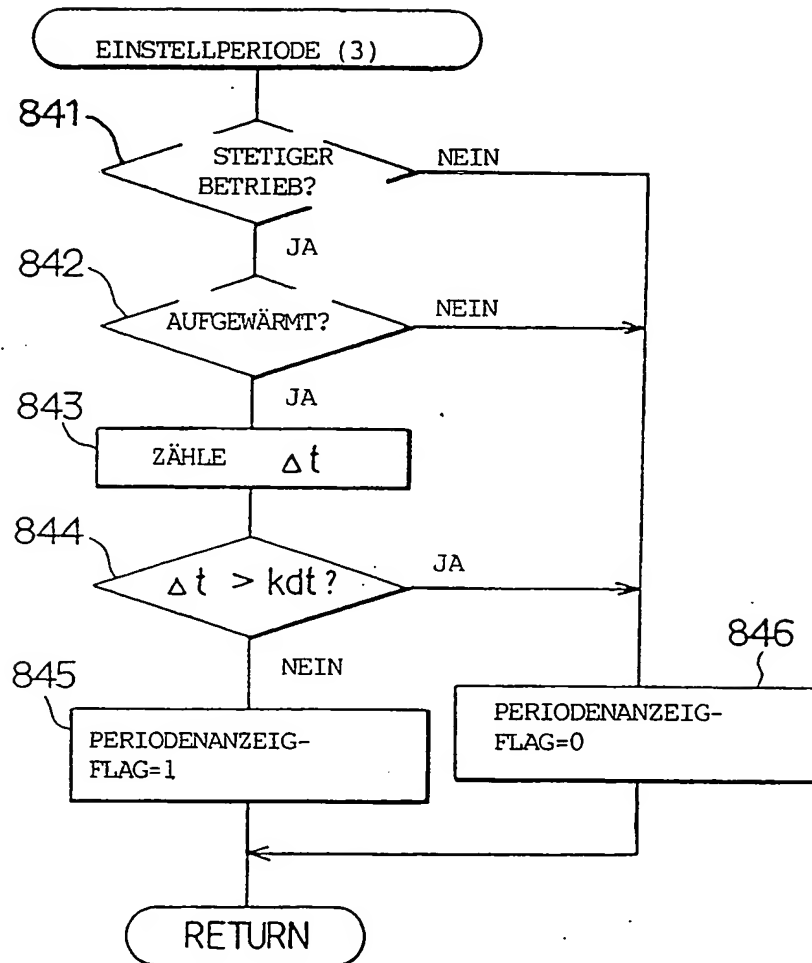 EINSTELLPERIODE (3)
841
STETIGER
BETRIEB?
NEIN
JA
842
AUFGEWÄRMT?
NEIN
JA
843
ZÄHLE Δt
844
Δt > kdt?
JA
NEIN
845
PERIODENANZEIG-
FLAG=1
846
PERIODENANZEIG-
FLAG=0
RETURN